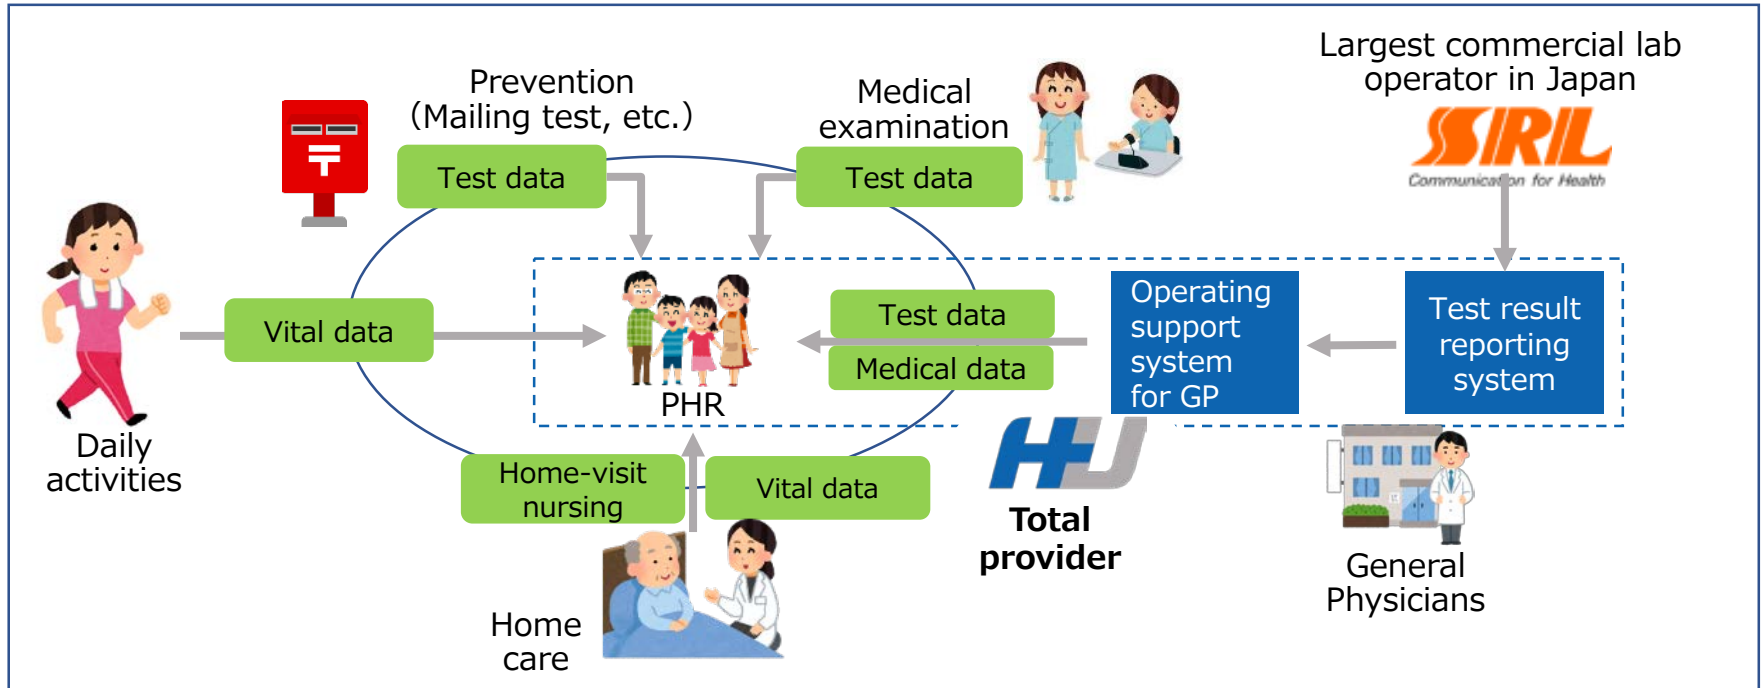 Largest commercial lab
operator in Japan
SRL
Communication for Health
Prevention
(Mailing test, etc.)
Medical
examination
Test data
Test data
Vital data
Daily
activities
PHR
Test data
Medical data
Operating
support
system
for GP
Test result
reporting
system
Home-visit
nursing
Vital data
HU
Total
provider
General
Physicians
Home
care